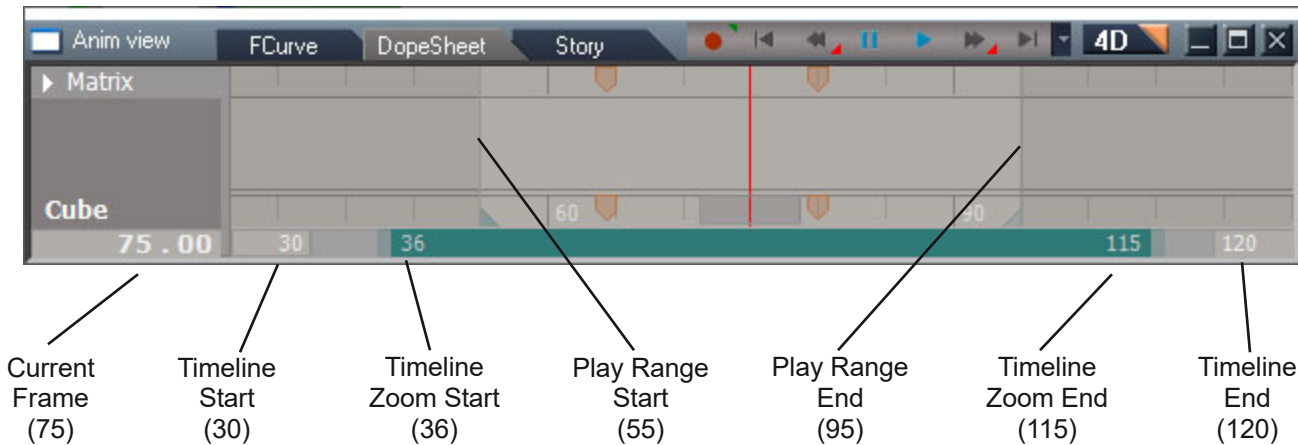 Anim view
FCurve
DopeSheet
Story
4D
Matrix
Cube
60
90
75.00
30
36
115
120
Current
Frame
(75)
Timeline
Start
(30)
Timeline
Zoom Start
(36)
Play Range
Start
(55)
Play Range
End
(95)
Timeline
Zoom End
(115)
Timeline
End
(120)